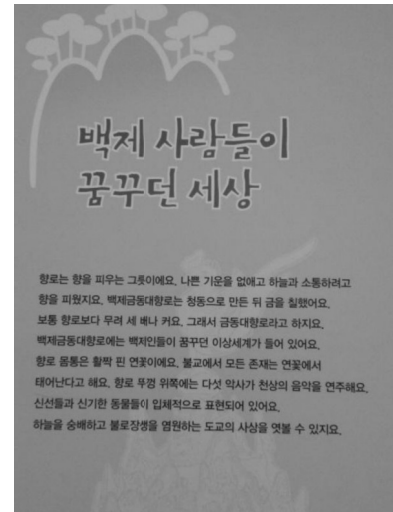 백제 사람들이
꿈꾸던 세상
향로는 향을 피우는 그릇이에요. 나쁜 기운을 없애고 하늘과 소통하려고
향을 피웠지요. 백제금동대향로는 청동으로 만든 뒤 금을 칠했어요.
보통 향로보다 무려 세 배나 커요. 그래서 금동대향로라고 하지요.
백제금동대향로에는 백제인들이 꿈꾸던 이상세계가 들어 있어요.
향로 몸통은 활짝 핀 연꽃이에요. 불교에서 모든 존재는 연꽃에서
태어난다고 해요. 향로 뚜껑 위쪽에는 다섯 악사가 천상의 음악을 연주해요.
신선들과 신기한 동물들이 입체적으로 표현되어 있어요.
하늘을 숭배하고 불로장생을 염원하는 도교의 사상을 엿볼 수 있지요.